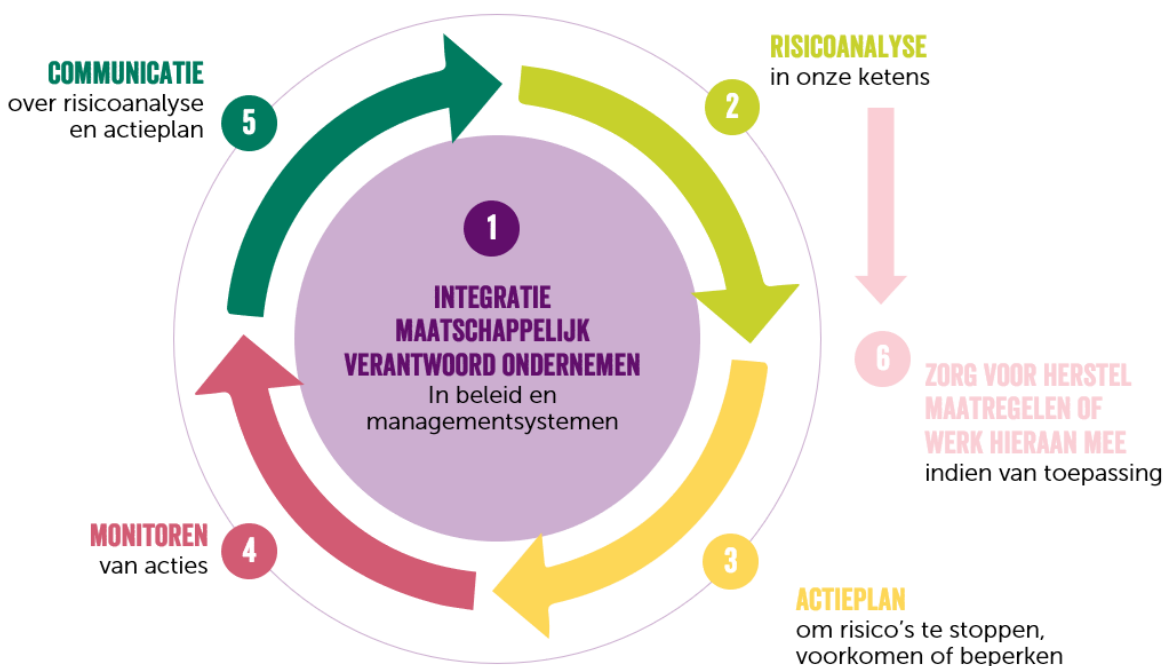 1
INTEGRATIE
MAATSCHAPPELIJK
VERANTWOORD ONDERNEMEN
In beleid en
managementsystemen
2
RISICOANALYSE
in onze ketens
3
ACTIEPLAN
om risico's te stoppen,
voorkomen of beperken
4
MONITOREN
van acties
5
COMMUNICATIE
over risicoanalyse
en actieplan
6
ZORG VOOR HERSTEL
MAATREGELEN OF
WERK HIERAAN MEE
indien van toepassing